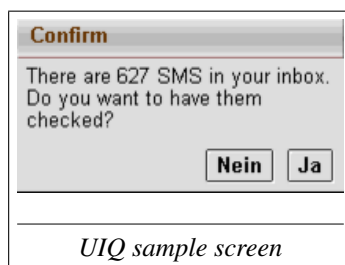 Confirm
There are 627 SMS in your inbox.
Do you want to have them
checked?
Nein Ja
UIQ sample screen